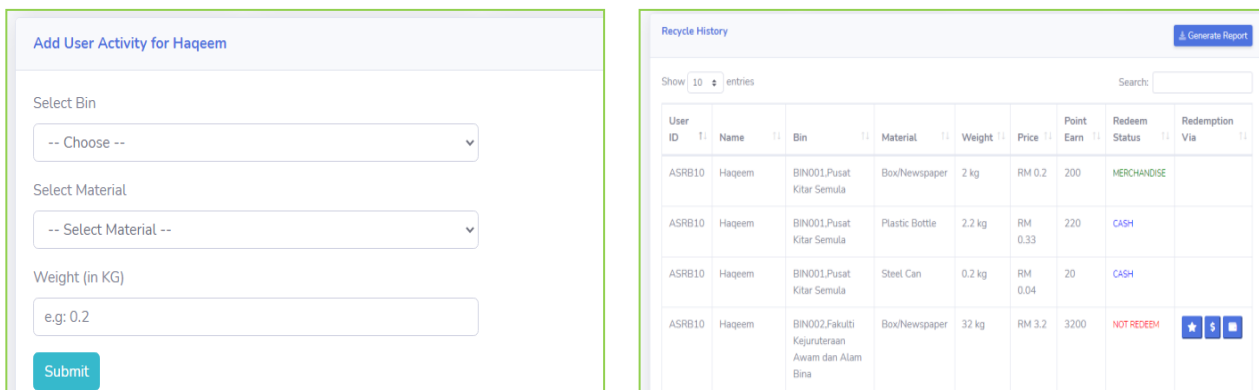 Add User Activity for Haqeem
Select Bin
-- Choose --
Select Material
-- Select Material --
Weight (in KG)
e.g: 0.2
Submit
Recycle History
Generate Report
Show 10 entries
Search:
User ID Name Bin Material Weight Price Point Earn Redeem Status Redemption Via
ASRB10 Haqeem BIN001,Pusat Box/Newspaper 2 kg RM 0.2 200 MERCHANDISE
Kitar Semula
ASRB10 Haqeem BIN001,Pusat Plastic Bottle 2.2 kg RM 220 CASH
Kitar Semula 0.33
ASRB10 Haqeem BIN001,Pusat Steel Can 0.2 kg RM 20 CASH
Kitar Semula 0.04
ASRB10 Haqeem BIN002,Fakulti Box/Newspaper 32 kg RM 3.2 3200 NOT REDEEM $
Kejuruteraan
Awam dan Alam
Bina